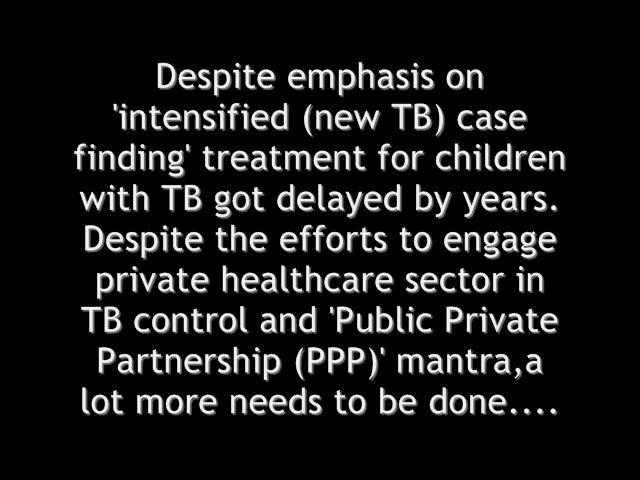 Despite emphasis on
'intensified (new TB) case
finding' treatment for children
with TB got delayed by years.
Despite the efforts to engage
private healthcare sector in
TB control and 'Public Private
Partnership (PPP)' mantra,a
lot more needs to be done....